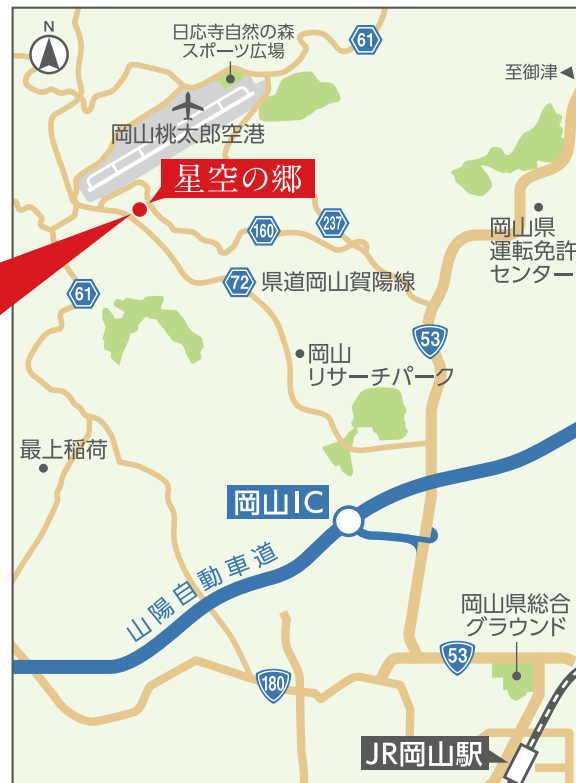 N
日応寺自然の森
スポーツ広場
61
至御津
岡山桃太郎空港
星空の郷
岡山県
運転免許
センター
160
237
72
県道岡山賀陽線
61
53
岡山
リサーチパーク
最上稲荷
岡山IC
山陽自動車道
岡山県総合
グラウンド
53
180
JR岡山駅